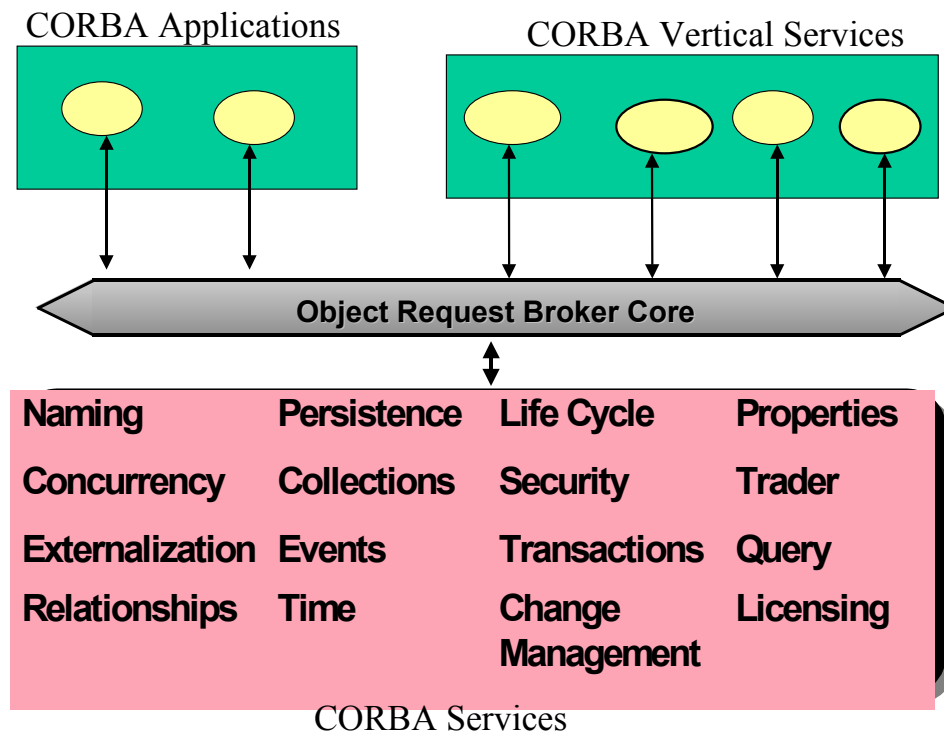 CORBA Applications
CORBA Vertical Services
Object Request Broker Core
Naming Persistence Life Cycle Properties
Concurrency Collections Security Trader
Externalization Events Transactions Query
Relationships Time Change Management Licensing
CORBA Services